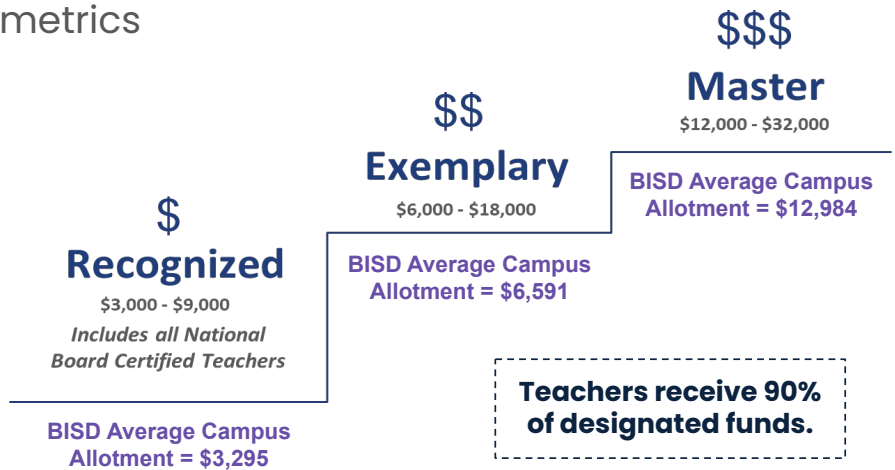 metrics
$
Recognized
$3,000 - $9,000
Includes all National
Board Certified Teachers
BISD Average Campus
Allotment = $3,295
$$
Exemplary
$6,000 - $18,000
BISD Average Campus
Allotment = $6,591
$$$
Master
$12,000 - $32,000
BISD Average Campus
Allotment = $12,984
Teachers receive 90%
of designated funds.